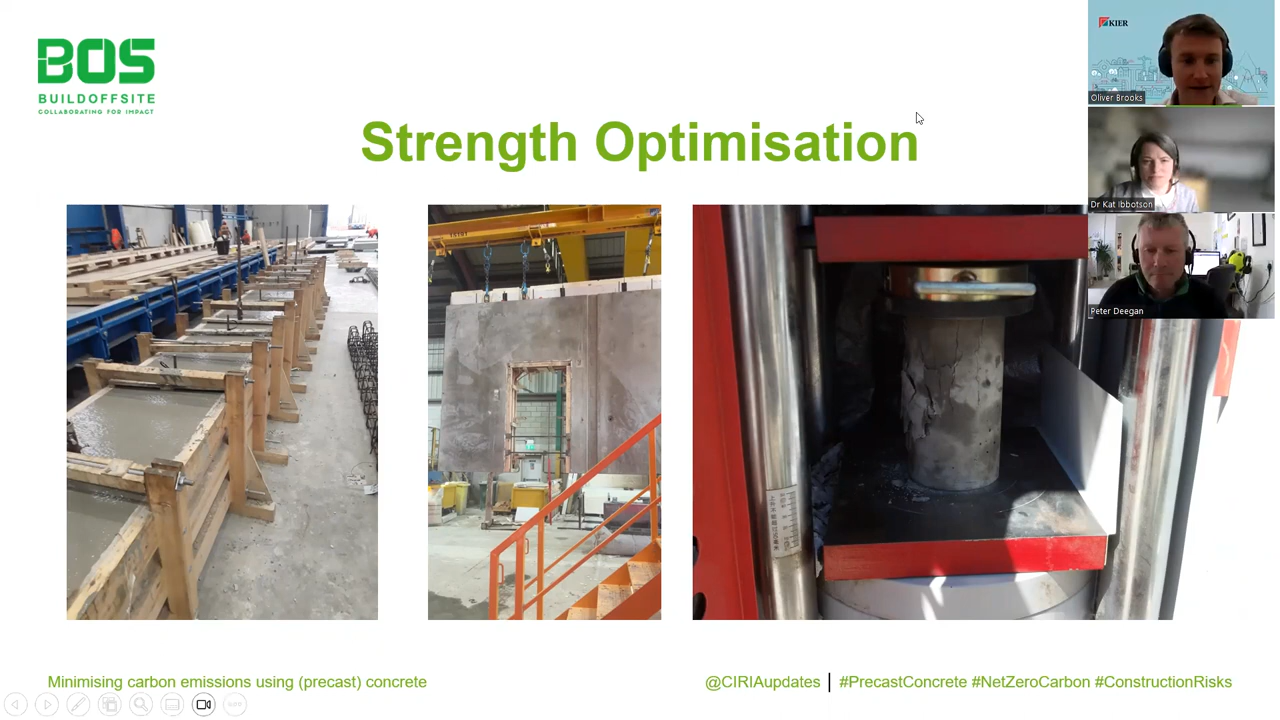 BOS
BUILDOFFSITE
COLLABORATING FOR IMPACT
Strength Optimisation
KIER
Oliver Brooks
Dr Kat Ibbotson
Peter Deegan
Minimising carbon emissions using (precast) concrete
@CIRIAupdates | #PrecastConcrete #NetZeroCarbon #ConstructionRisks